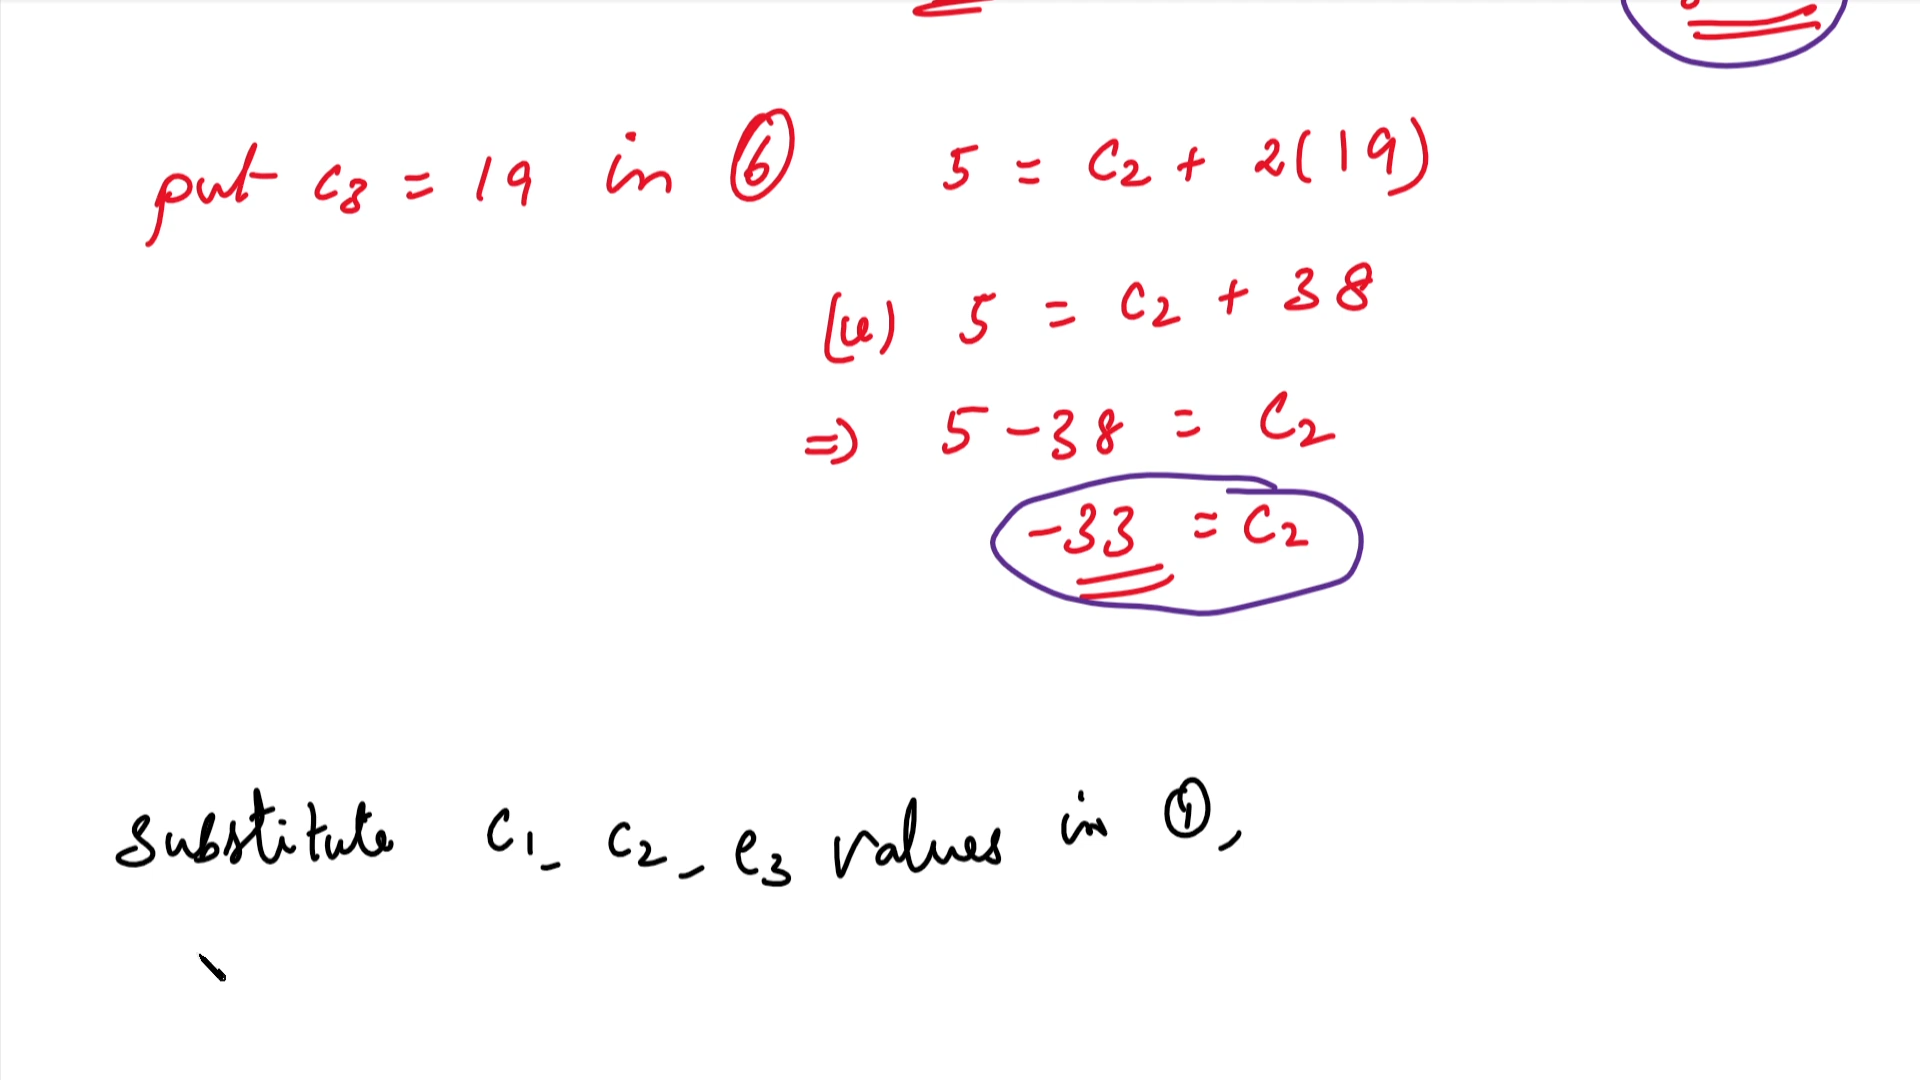 put c₃ = 19 in ⑥ 5 = C₂ + 2(19)
(ie) 5 = C₂ + 38
⇒ 5 - 38 = C₂
-33 = C₂
substitute C₁, C₂, C₃ values in ①,